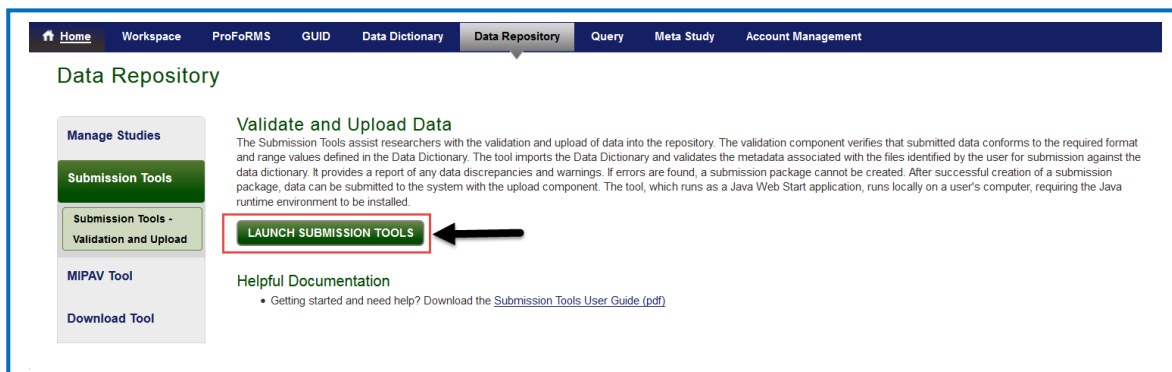 Home Workspace ProFoRMS GUID Data Dictionary Data Repository Query Meta Study Account Management
Data Repository
Manage Studies
Submission Tools
Submission Tools -
Validation and Upload
MIPAV Tool
Download Tool
Validate and Upload Data
The Submission Tools assist researchers with the validation and upload of data into the repository. The validation component verifies that submitted data conforms to the required format
and range values defined in the Data Dictionary. The tool imports the Data Dictionary and validates the metadata associated with the files identified by the user for submission against the
data dictionary. It provides a report of any data discrepancies and warnings. If errors are found, a submission package cannot be created. After successful creation of a submission
package, data can be submitted to the system with the upload component. The tool, which runs as a Java Web Start application, runs locally on a user's computer, requiring the Java
runtime environment to be installed.
LAUNCH SUBMISSION TOOLS
Helpful Documentation
• Getting started and need help? Download the Submission Tools User Guide (pdf)